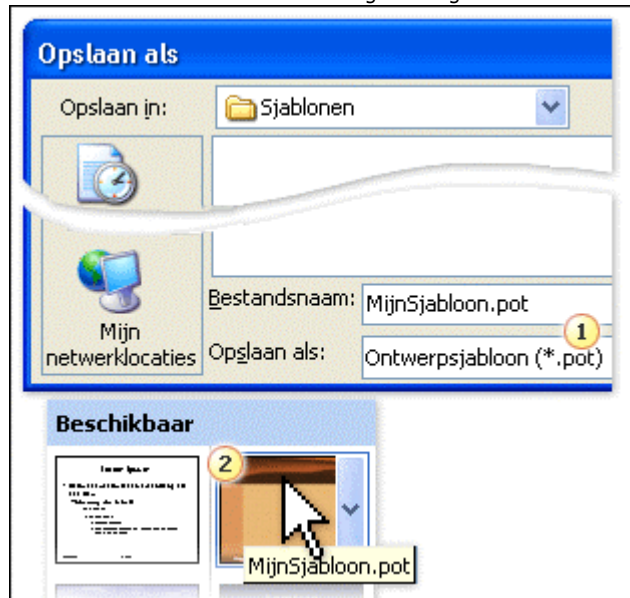 Opslaan als
Opslaan in:
Sjablonen
Bestandsnaam:
MijnSjabloon.pot
Mijn
netwerklocaties
Opslaan als:
Ontwerpsjabloon (*.pot)
1
Beschikbaar
2
MijnSjabloon.pot